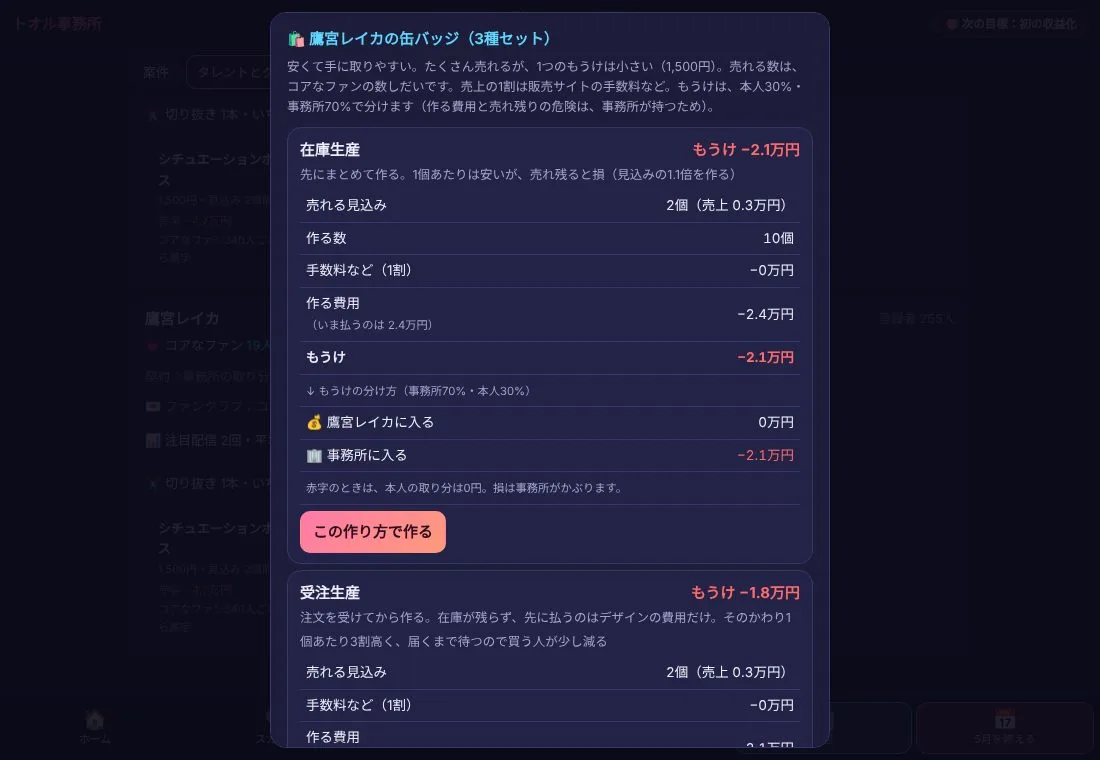 トオル事務所
次の目標：初の収益化
🛍️ 鷹宮レイカの缶バッジ（3種セット）
安くて手に取りやすい。たくさん売れるが、1つのもうけは小さい（1,500円）。売れる数は、
コアなファンの数しだいです。売上の1割は販売サイトの手数料など。もうけは、本人30%・
事務所70%で分けます（作る費用と売れ残りの危険は、事務所が持つため）。
在庫生産
もうけ −2.1万円
先にまとめて作る。1個あたりは安いが、売れ残ると損（見込みの1.1倍を作る）
売れる見込み
2個（売上 0.3万円）
作る数
10個
手数料など（1割）
−0万円
作る費用
（いま払うのは 2.4万円）
−2.4万円
もうけ
−2.1万円
↓ もうけの分け方（事務所70%・本人30%）
💰 鷹宮レイカに入る
0万円
🏢 事務所に入る
−2.1万円
赤字のときは、本人の取り分は0円。損は事務所がかぶります。
この作り方で作る
受注生産
もうけ −1.8万円
注文を受けてから作る。在庫が残らず、先に払うのはデザインの費用だけ。そのかわり1
個あたり3割高く、届くまで待つので買う人が少し減る
売れる見込み
2個（売上 0.3万円）
手数料など（1割）
−0万円
作る費用
案件
シチュエーションボ
ス
鷹宮レイカ
コアなファン 19人
シチュエーションボ
ス
ホーム
5月を終える